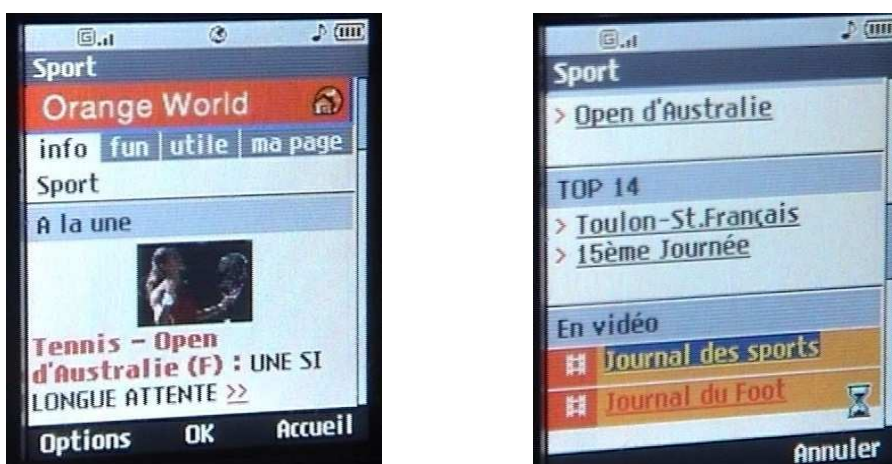 Sport
Orange World
info fun utile ma page
Sport
A la une
Tennis – Open
d'Australie (F) : UNE SI
LONGUE ATTENTE >>
Options OK Accueil
Sport
> Open d'Australie
TOP 14
> Toulon-St.Français
> 15ème Journée
En vidéo
Journal des sports
Journal du Foot
Annuler